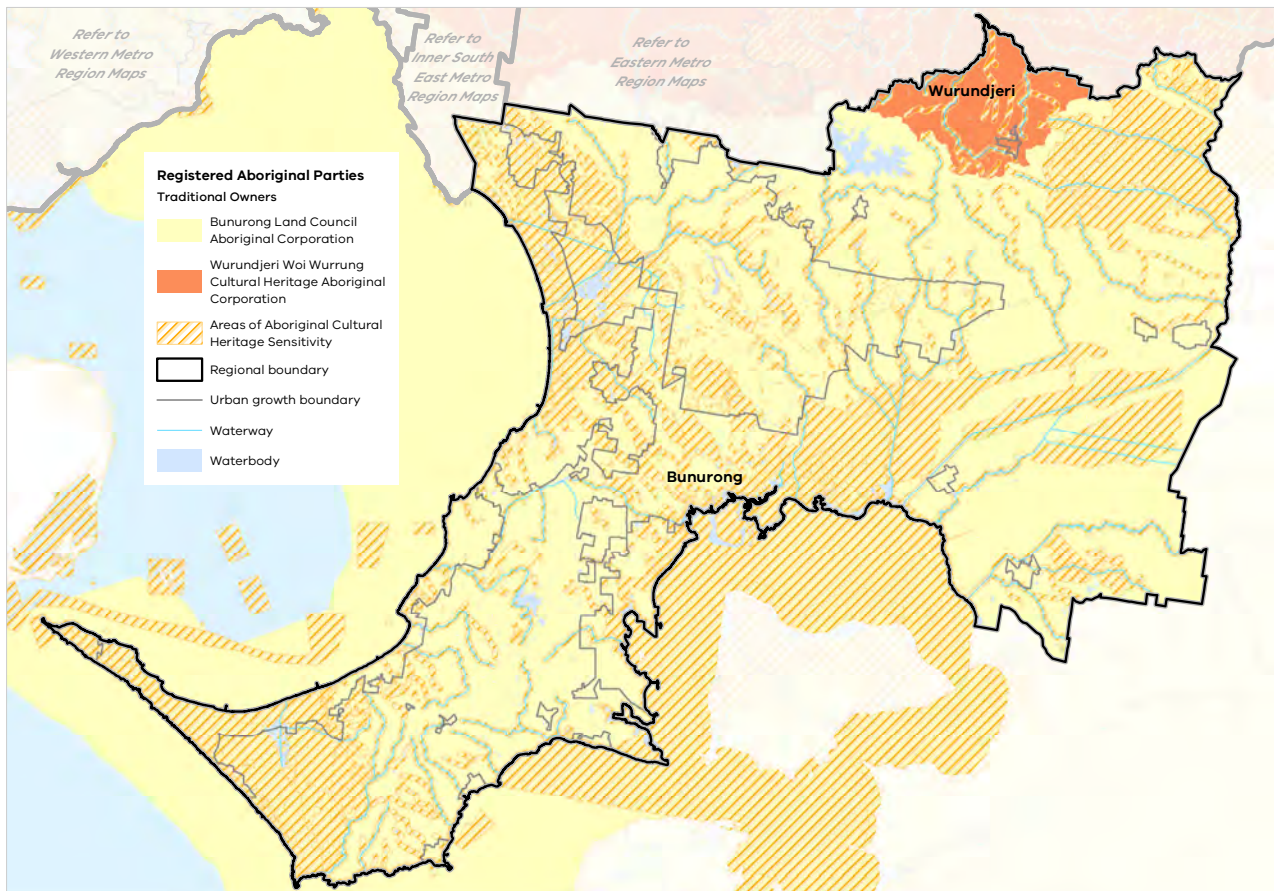 Refer to
Western Metro
Region Maps
Refer to
Inner South
East Metro
Region Maps
Refer to
Eastern Metro
Region Maps
Wurundjeri
Registered Aboriginal Parties
Traditional Owners
Bunurong Land Council
Aboriginal Corporation
Wurundjeri Woi Wurrung
Cultural Heritage Aboriginal
Corporation
Areas of Aboriginal Cultural
Heritage Sensitivity
Regional boundary
Urban growth boundary
Waterway
Waterbody
Bunurong